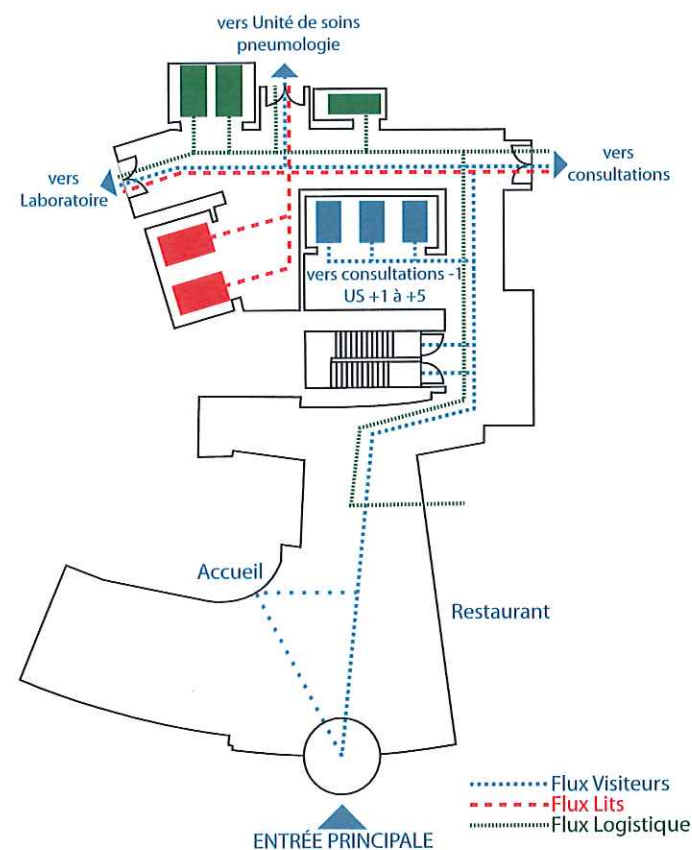 vers Unité de soins
pneumologie
vers
Laboratoire
vers
consultations
vers consultations -1
US +1 à +5
Accueil
Restaurant
Flux Visiteurs
Flux Lits
Flux Logistique
ENTRÉE PRINCIPALE